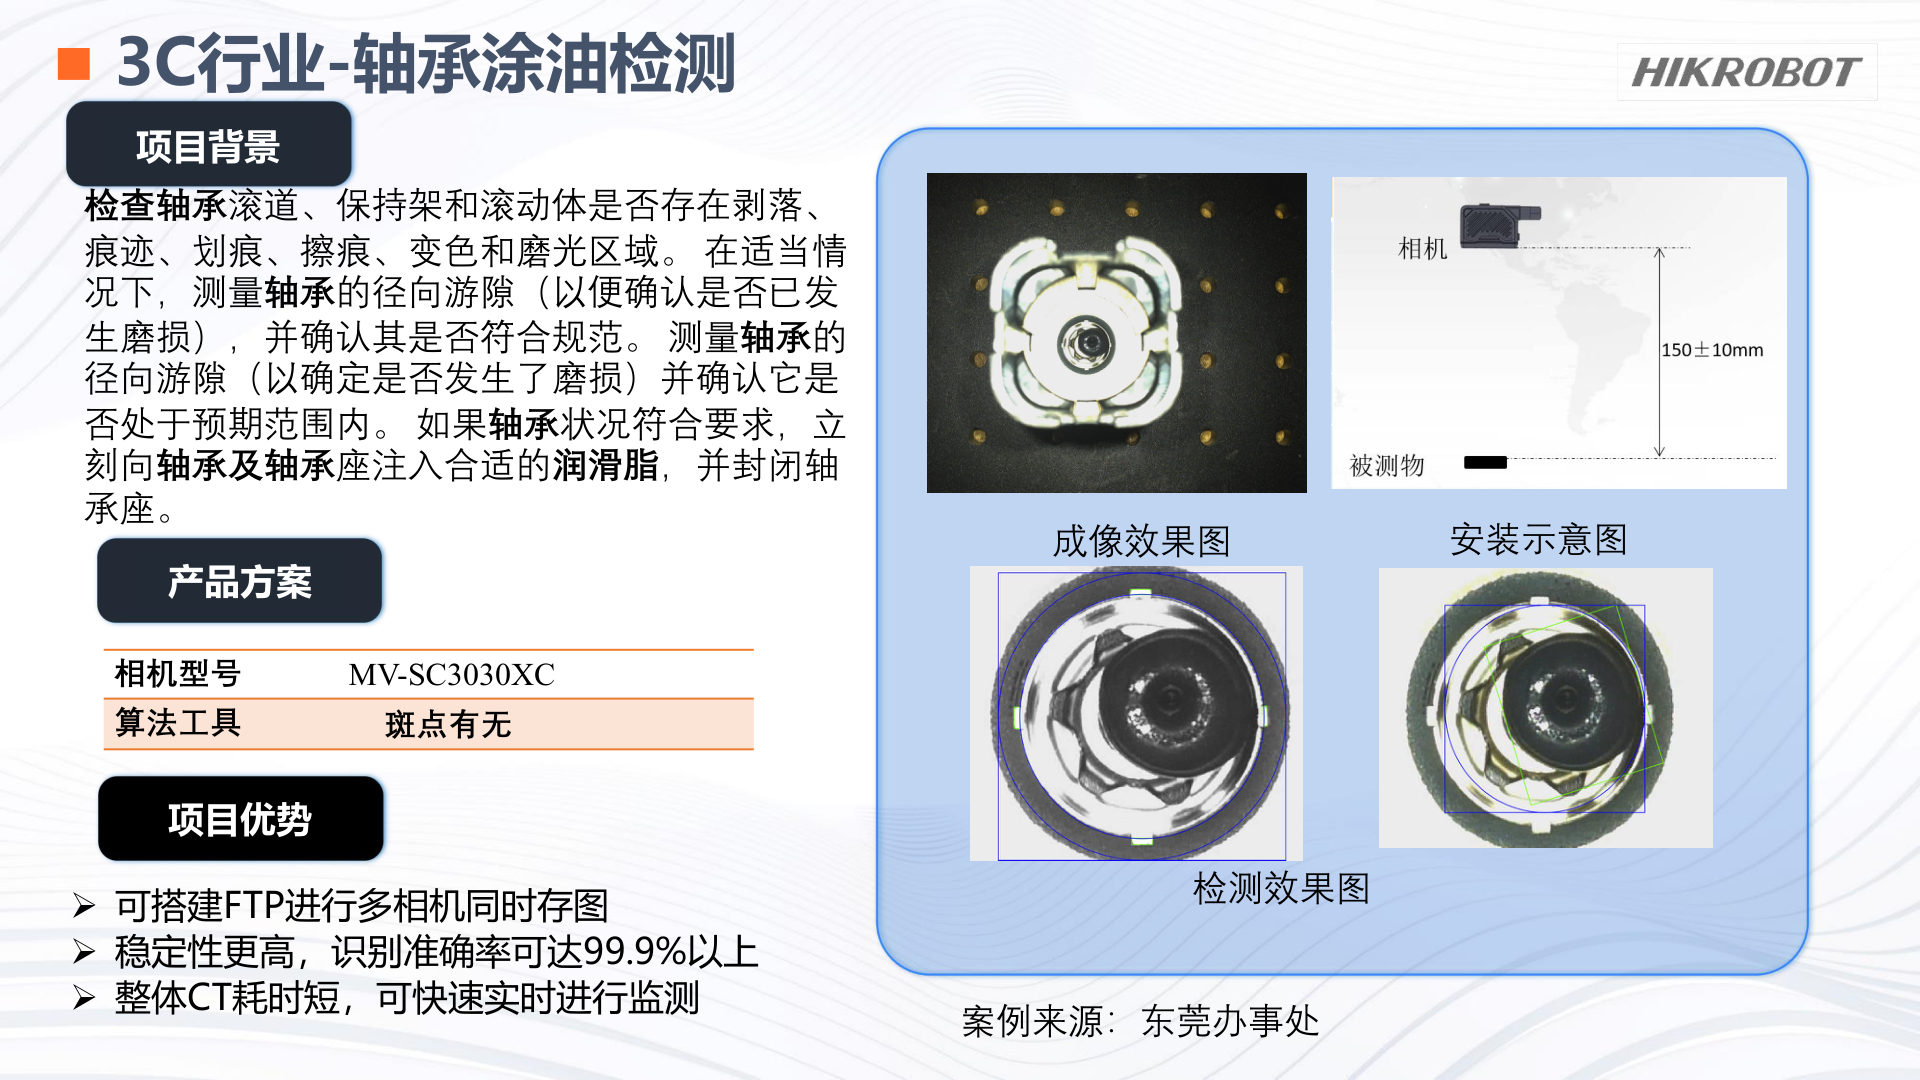 3C行业-轴承涂油检测
HIKROBOT
项目背景
检查轴承滚道、保持架和滚动体是否存在剥落、
痕迹、划痕、擦痕、变色和磨光区域。 在适当情
况下，测量轴承的径向游隙（以便确认是否已发
生磨损），并确认其是否符合规范。 测量轴承的
径向游隙（以确定是否发生了磨损）并确认它是
否处于预期范围内。 如果轴承状况符合要求，立
刻向轴承及轴承座注入合适的润滑脂，并封闭轴
承座。
产品方案
相机型号 MV-SC3030XC
算法工具 斑点有无
项目优势
可搭建FTP进行多相机同时存图
稳定性更高，识别准确率可达99.9%以上
整体CT耗时短，可快速实时进行监测
相机
150±10mm
被测物
成像效果图
安装示意图
检测效果图
案例来源：东莞办事处